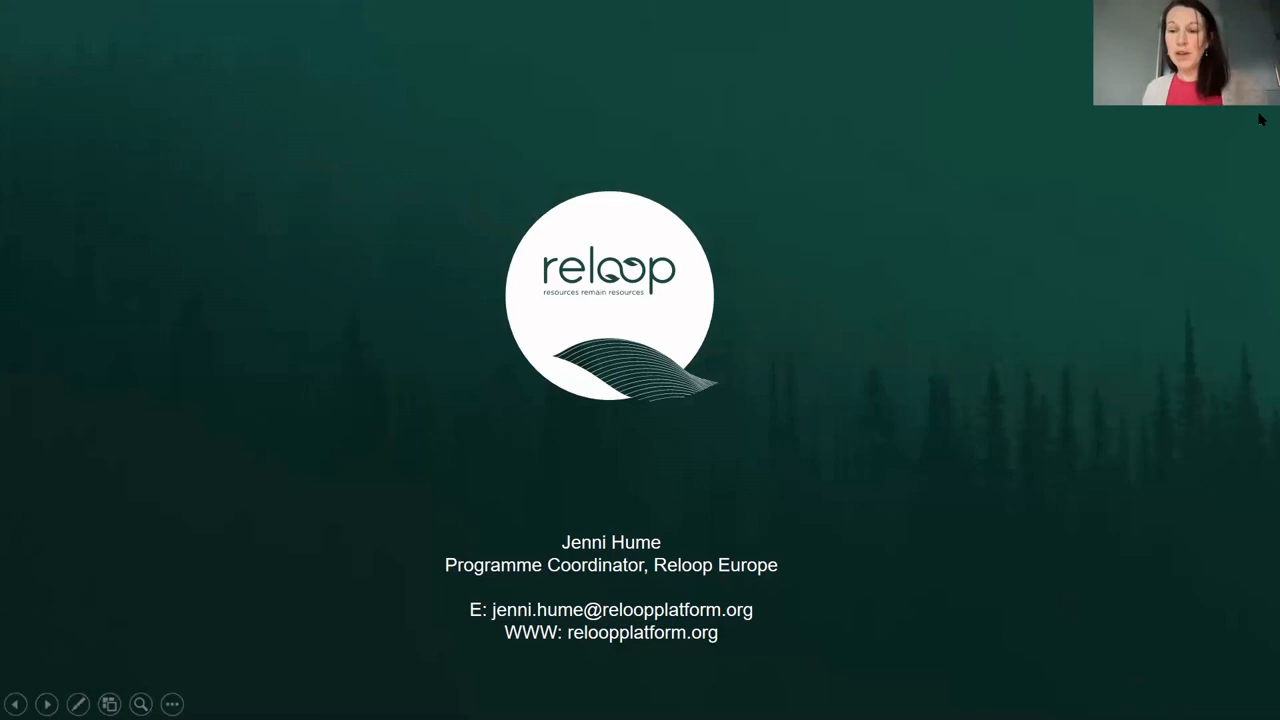 reloop
resources remain resources
Jenni Hume
Programme Coordinator, Reloop Europe
E: jenni.hume@reloopplatform.org
WWW: reloopplatform.org